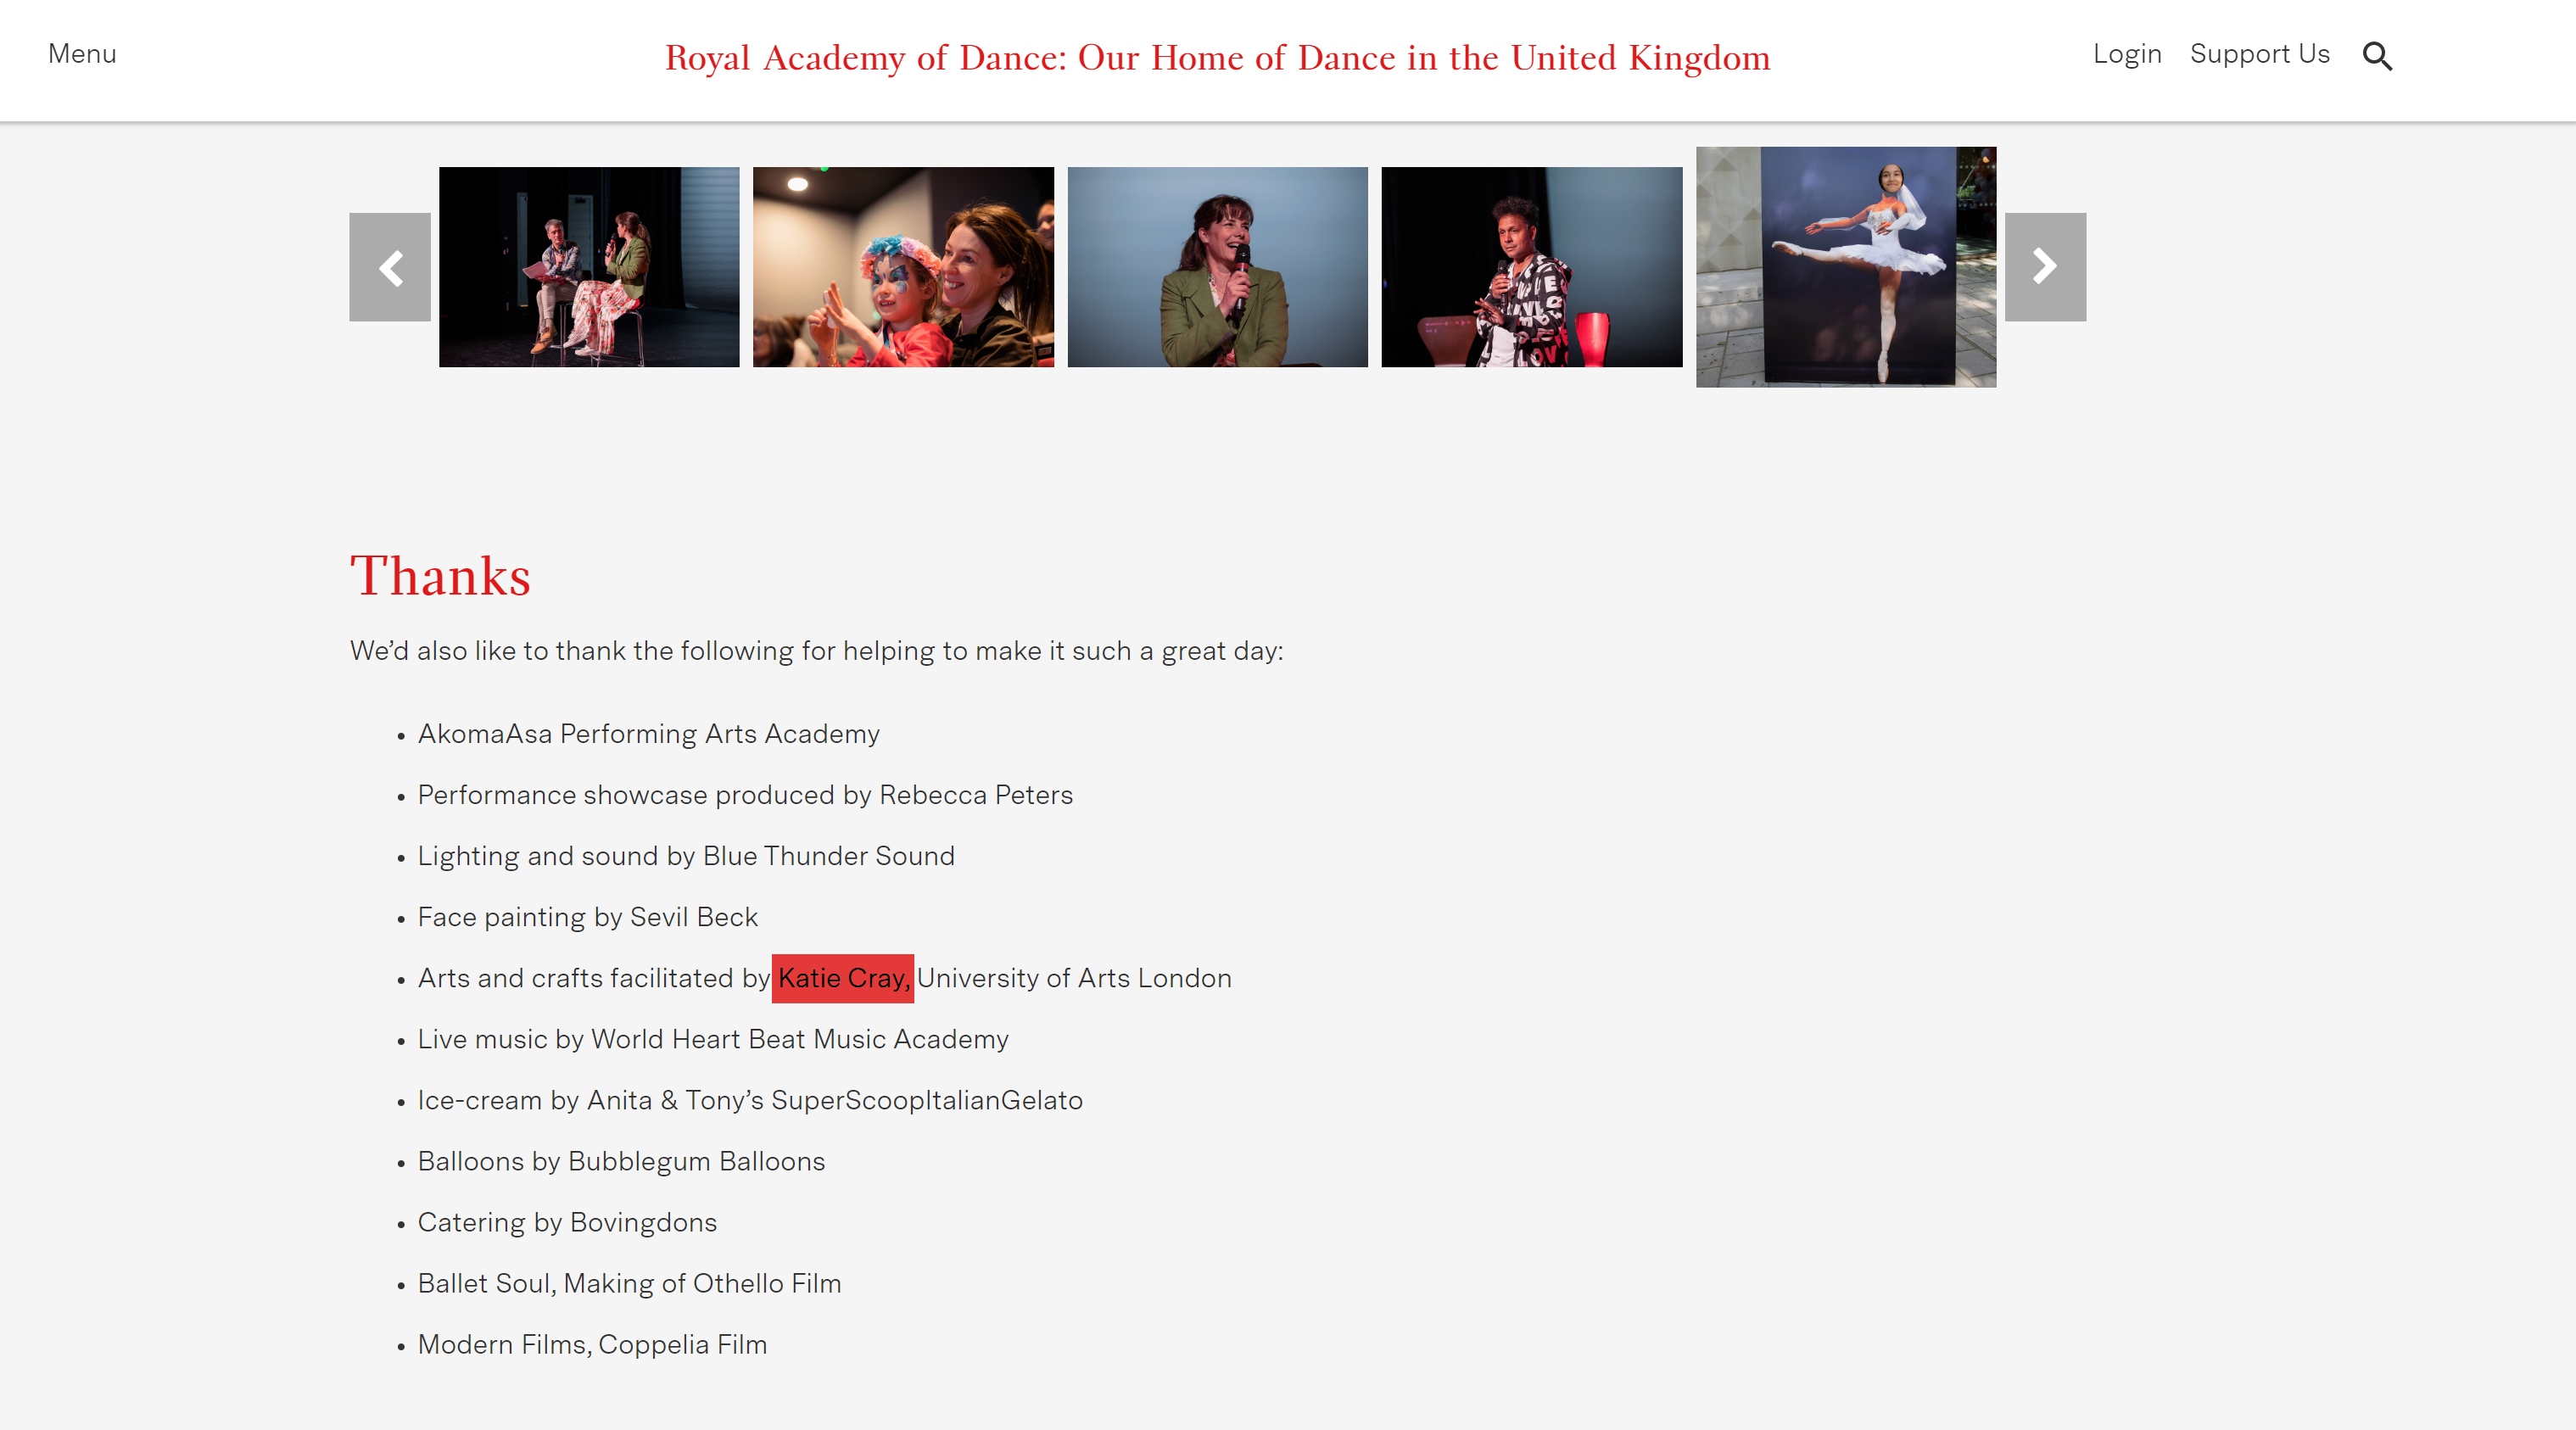 Menu
Royal Academy of Dance: Our Home of Dance in the United Kingdom
Login
Support Us
Thanks
We’d also like to thank the following for helping to make it such a great day:
• AkomaAsa Performing Arts Academy
• Performance showcase produced by Rebecca Peters
• Lighting and sound by Blue Thunder Sound
• Face painting by Sevil Beck
• Arts and crafts facilitated by Katie Cray, University of Arts London
• Live music by World Heart Beat Music Academy
• Ice-cream by Anita & Tony’s SuperScoopItalianGelato
• Balloons by Bubblegum Balloons
• Catering by Bovingdons
• Ballet Soul, Making of Othello Film
• Modern Films, Coppelia Film